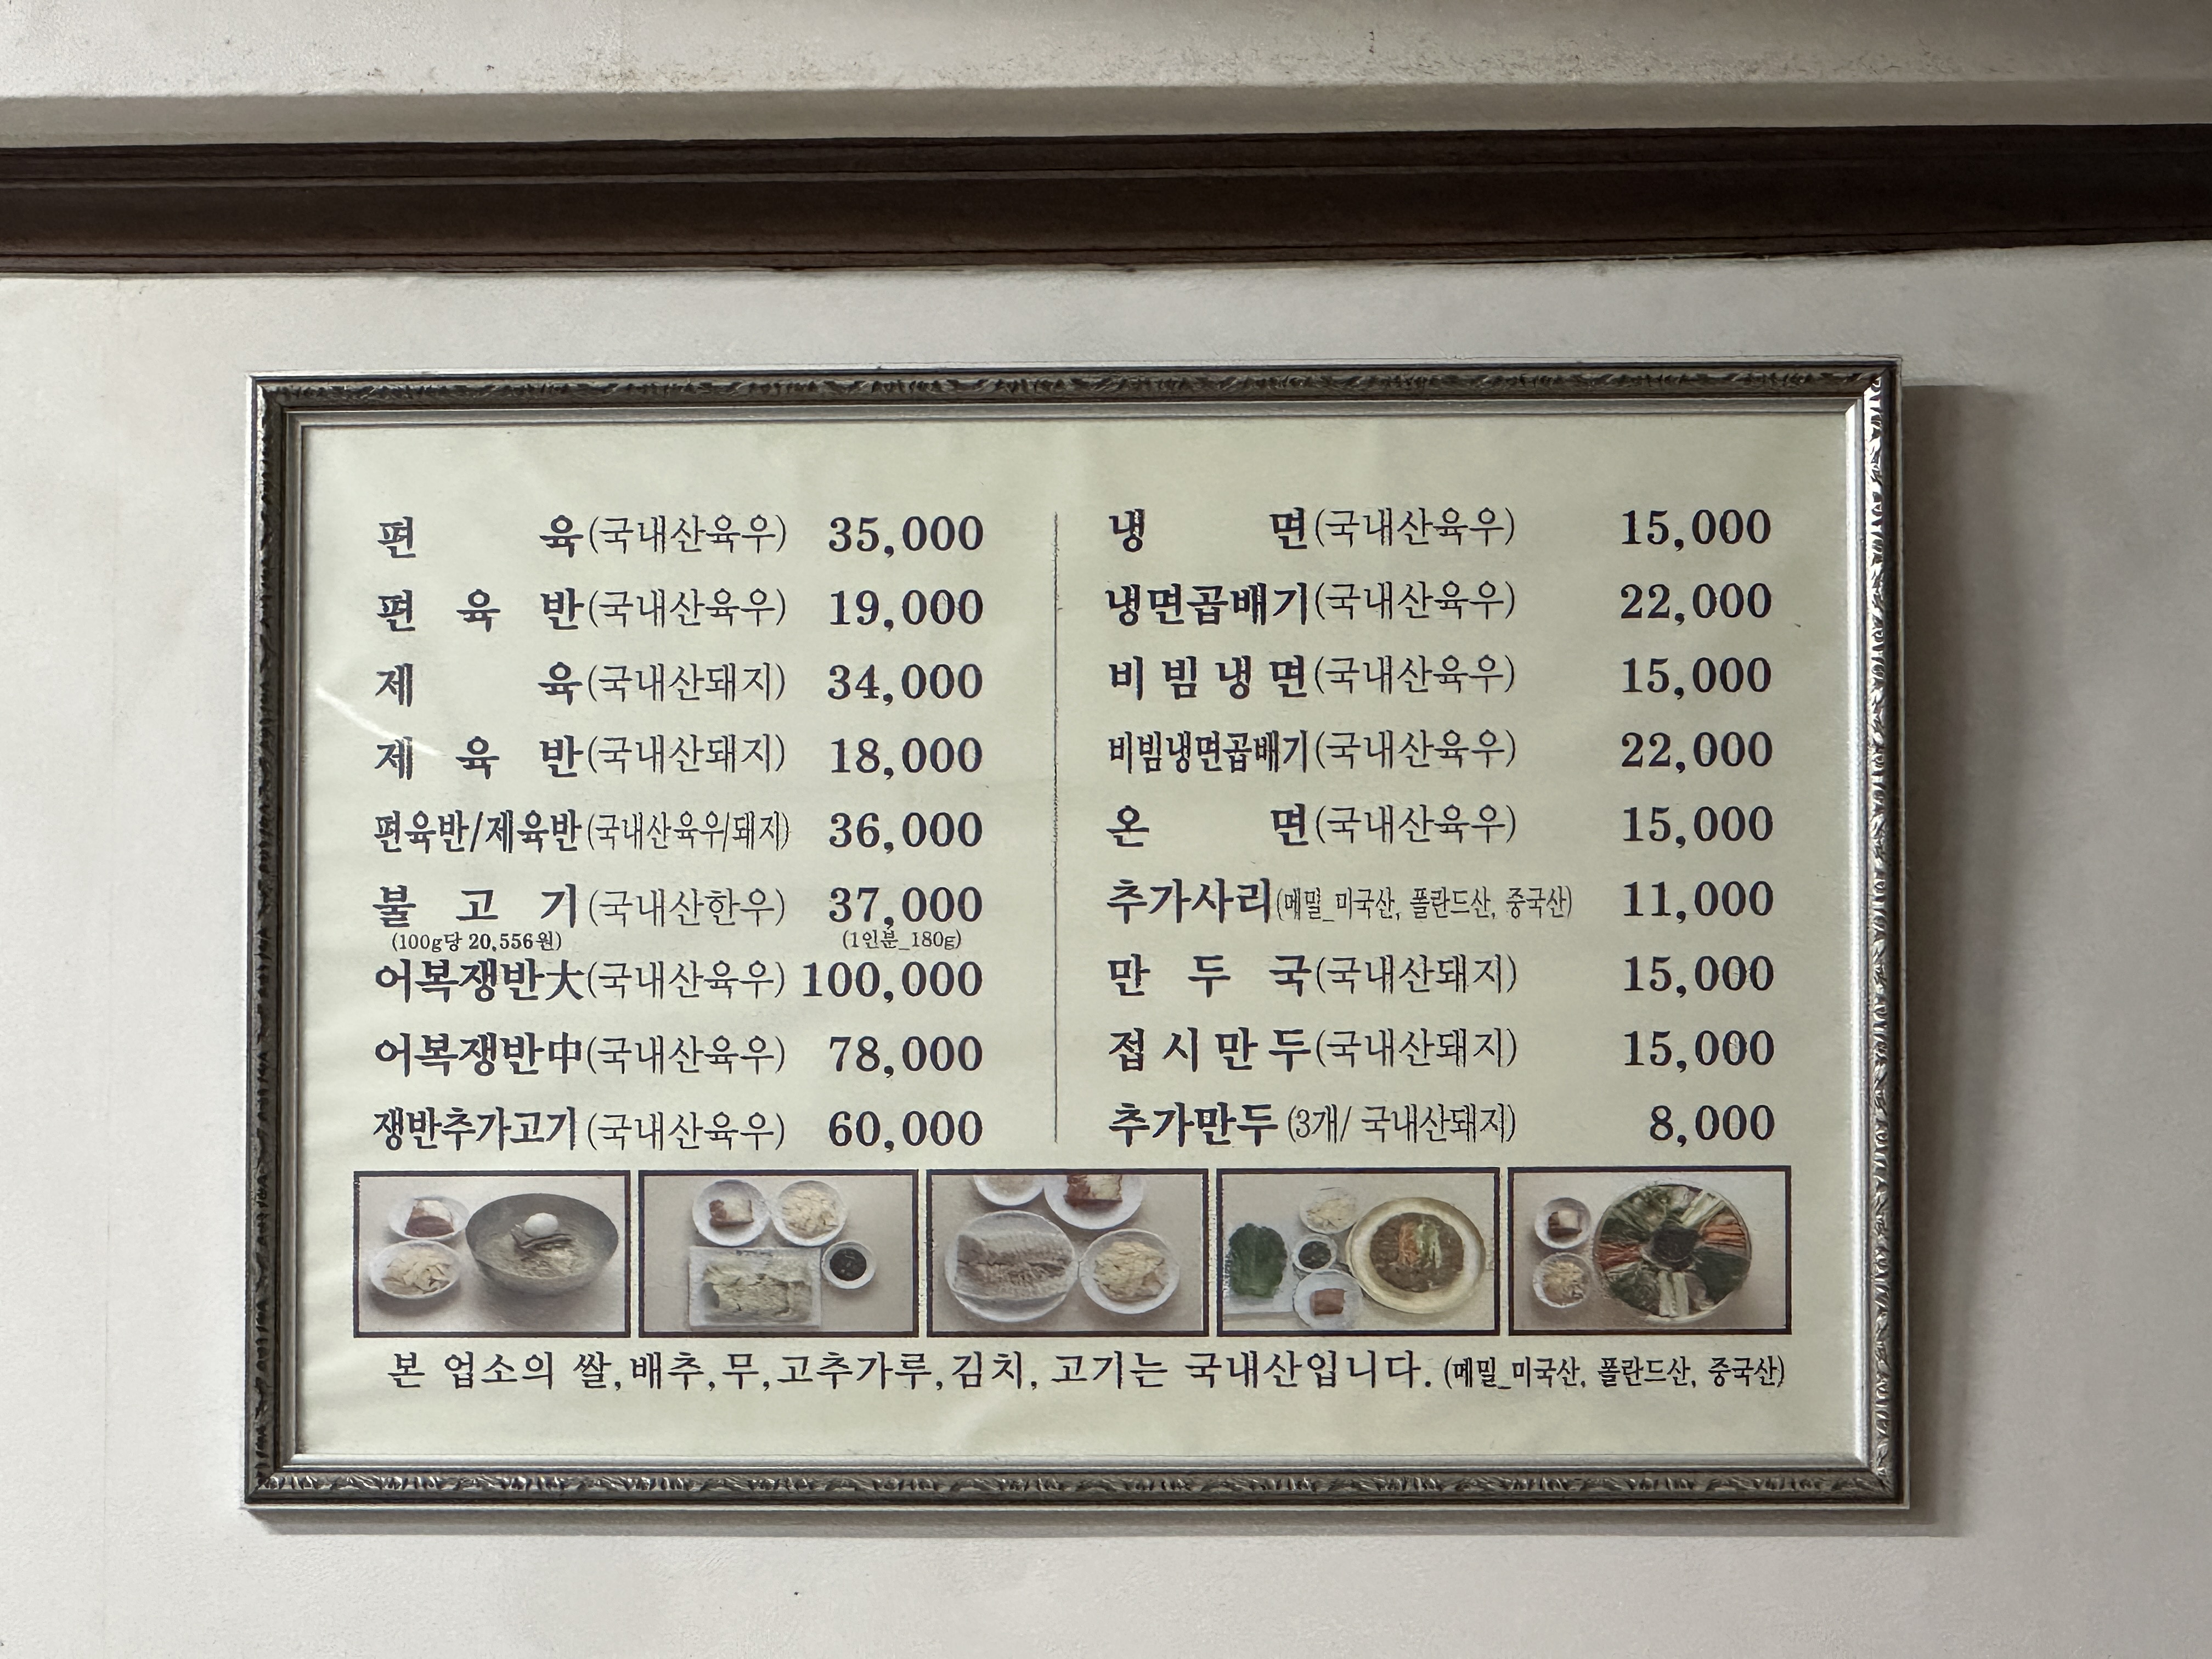 편 육(국내산육우) 35,000
편 육 반(국내산육우) 19,000
제 육(국내산돼지) 34,000
제 육 반(국내산돼지) 18,000
편육반/제육반(국내산육우/돼지) 36,000
불 고 기(국내산한우) 37,000
(100g당 20,556원) (1인분_180g)
어복쟁반大(국내산육우) 100,000
어복쟁반中(국내산육우) 78,000
쟁반추가고기(국내산육우) 60,000
냉 면(국내산육우) 15,000
냉면곱배기(국내산육우) 22,000
비 빔 냉 면(국내산육우) 15,000
비빔냉면곱배기(국내산육우) 22,000
온 면(국내산육우) 15,000
추가사리(메밀_미국산, 폴란드산, 중국산) 11,000
만 두 국(국내산돼지) 15,000
접 시 만 두(국내산돼지) 15,000
추가만두 (3개/ 국내산돼지) 8,000
본 업소의 쌀,배추,무,고추가루,김치, 고기는 국내산입니다. (메밀_미국산, 폴란드산, 중국산)